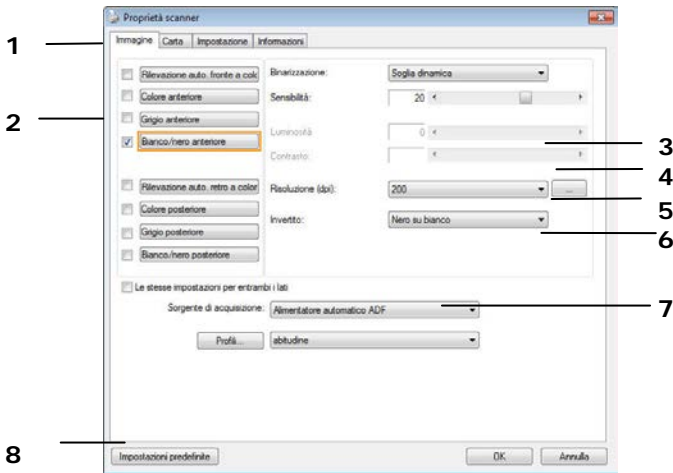 Proprietà scanner
1
Immagine Carta Impostazione Informazioni
Rilevazione auto. fronte a colo
Binarizzazione: Soglia dinamica
Colore anteriore
Sensibilità: 20
2
Grigio anteriore
Bianco/nero anteriore
Luminosità 0
3
Contrasto:
4
Rilevazione auto. retro a color
Risoluzione (dpi): 200 ...
5
Colore posteriore
Invertito: Nero su bianco
6
Grigio posteriore
Bianco/nero posteriore
Le stesse impostazioni per entrambi i lati
Sorgente di acquisizione: Alimentatore automatico ADF
7
Profili... abitudine
8
Impostazioni predefinite OK Annulla